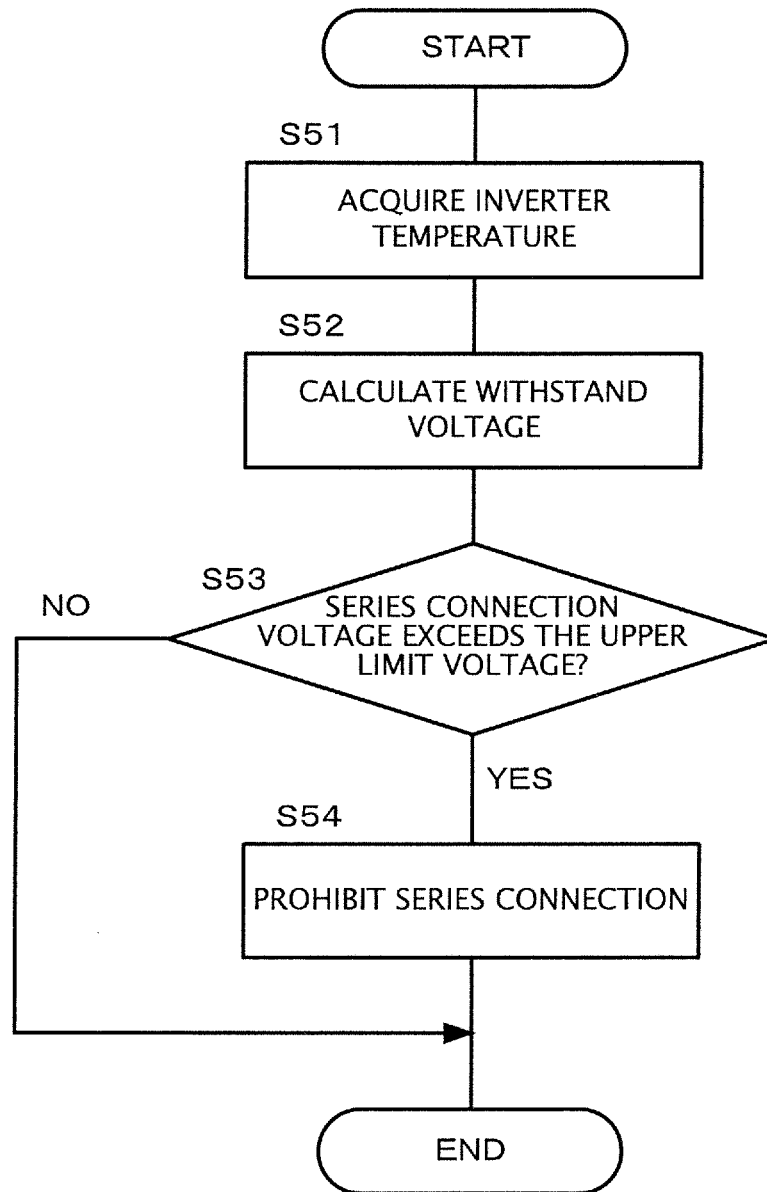 START
S51
ACQUIRE INVERTER
TEMPERATURE
S52
CALCULATE WITHSTAND
VOLTAGE
S53
NO
SERIES CONNECTION
VOLTAGE EXCEEDS THE UPPER
LIMIT VOLTAGE?
YES
S54
PROHIBIT SERIES CONNECTION
END